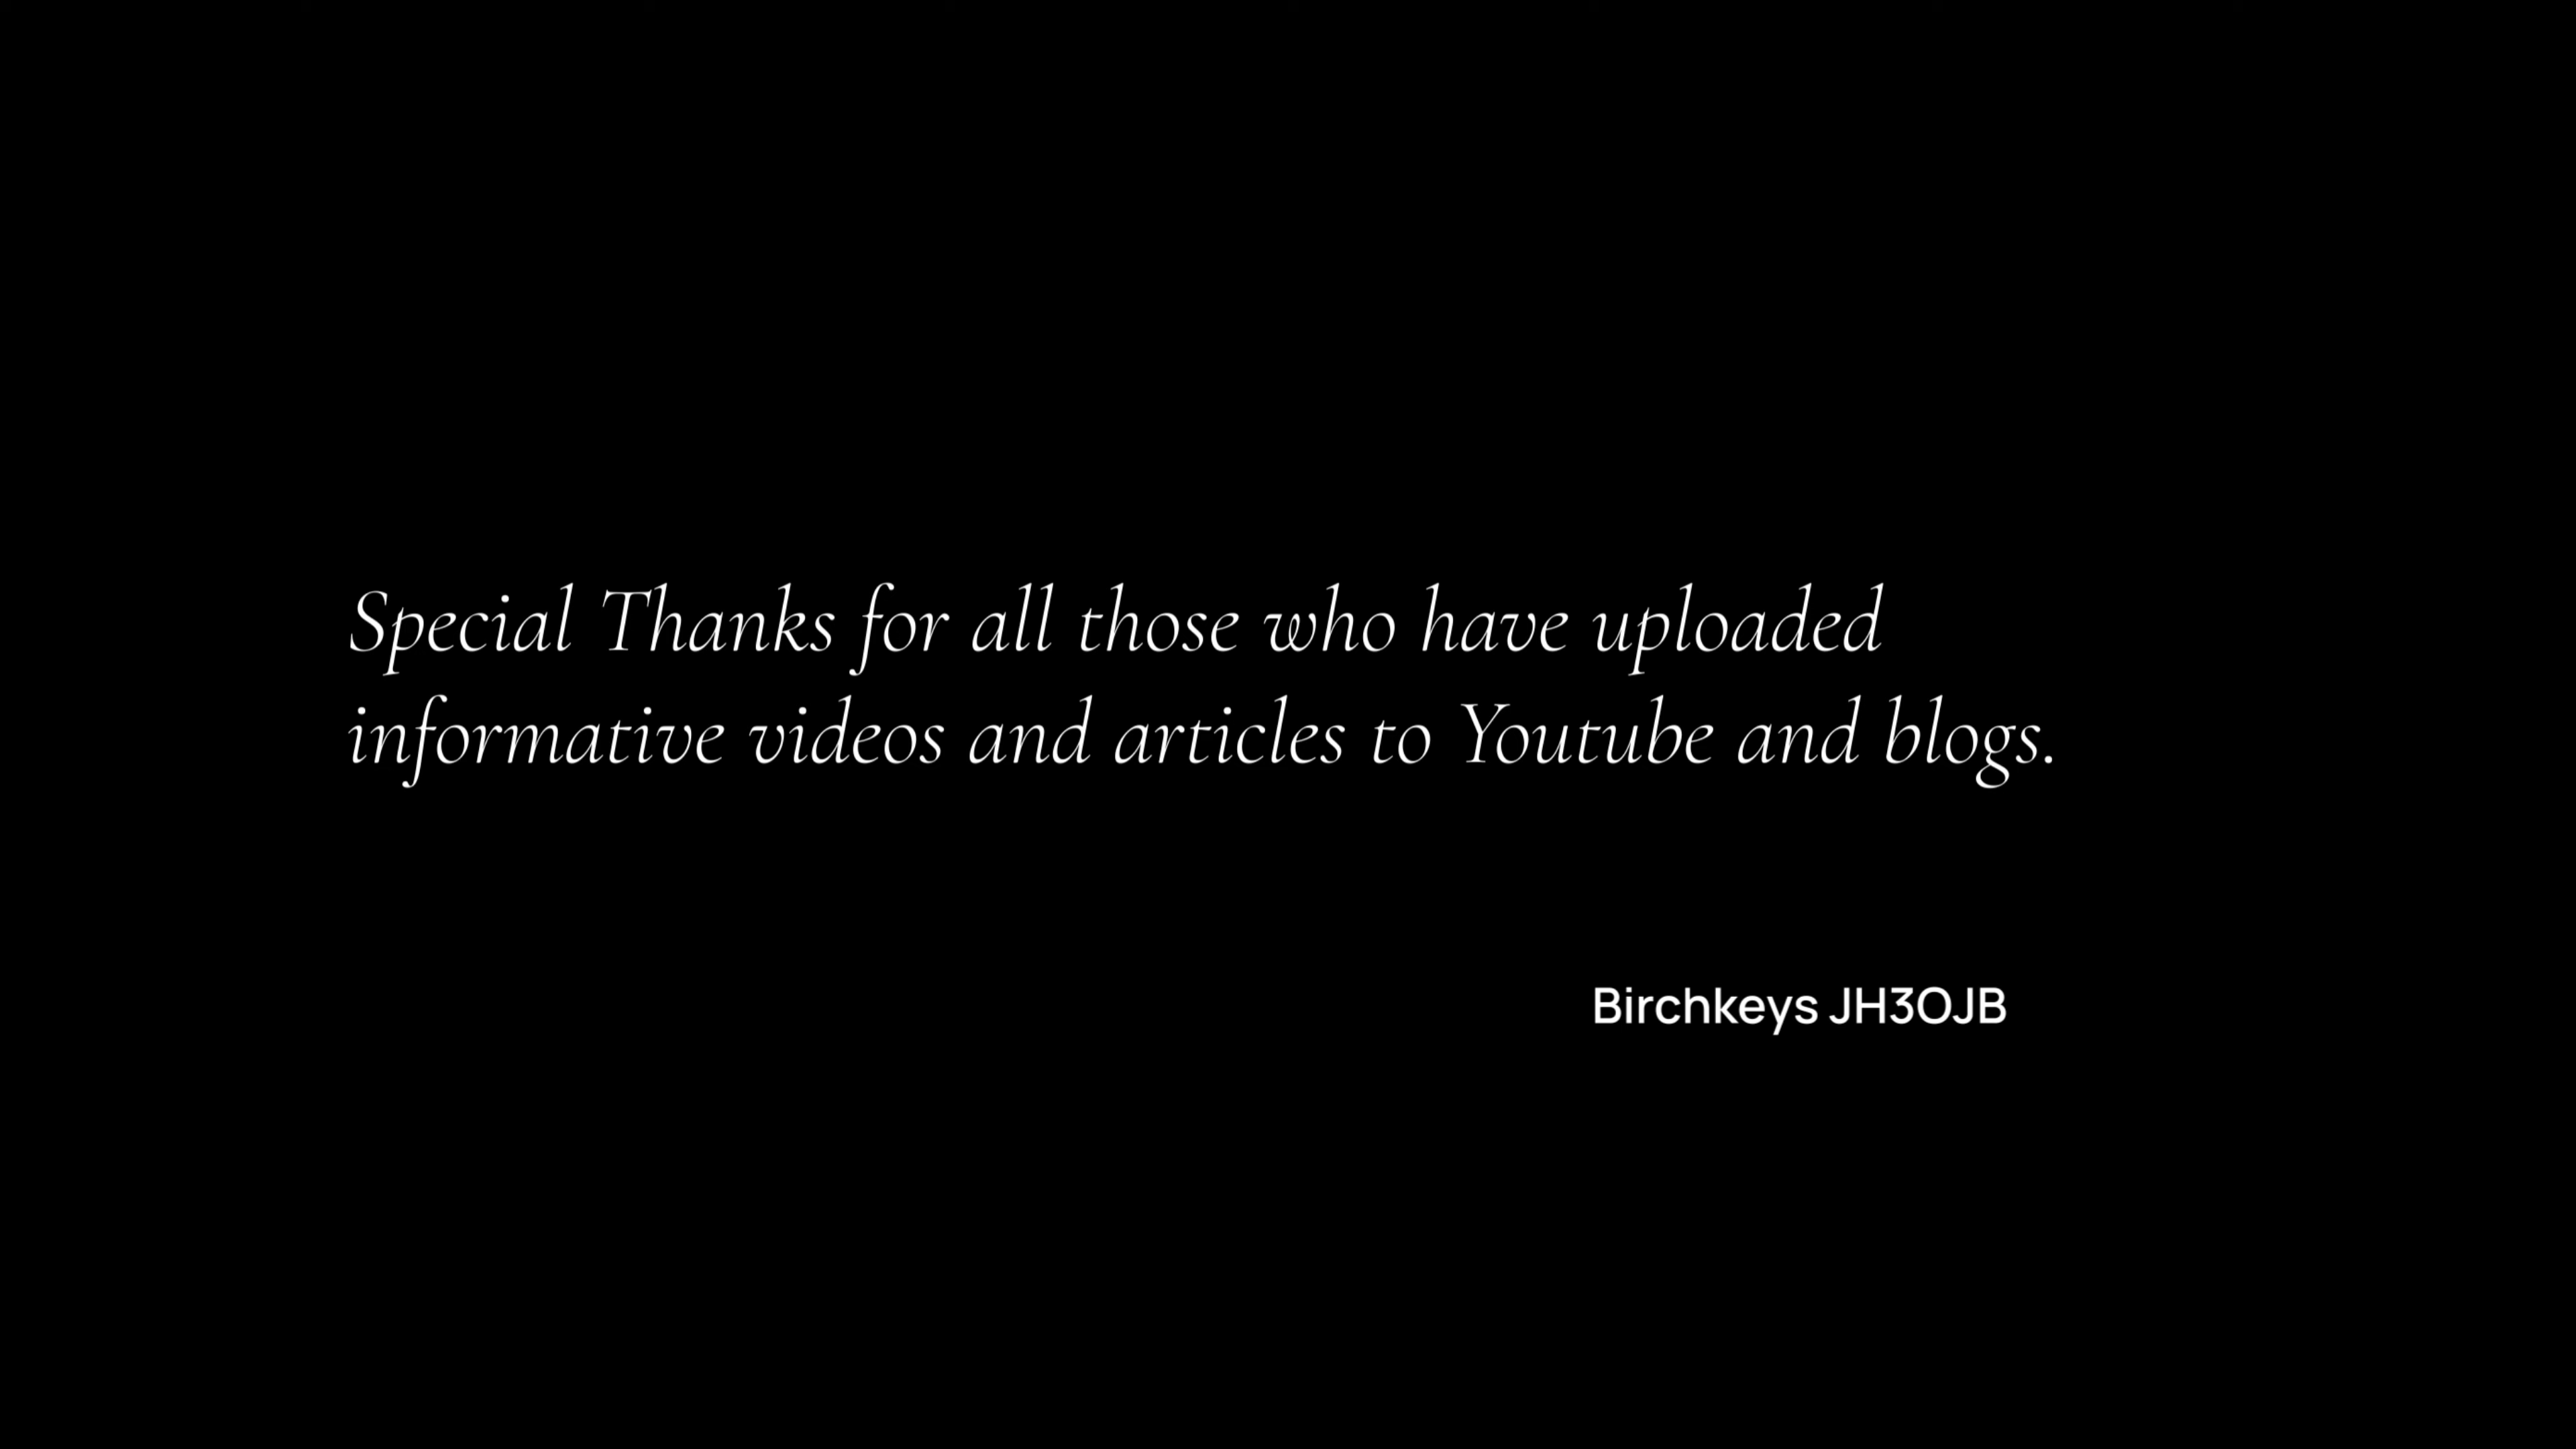 Special Thanks for all those who have uploaded
informative videos and articles to Youtube and blogs.
Birchkeys JH3OJB